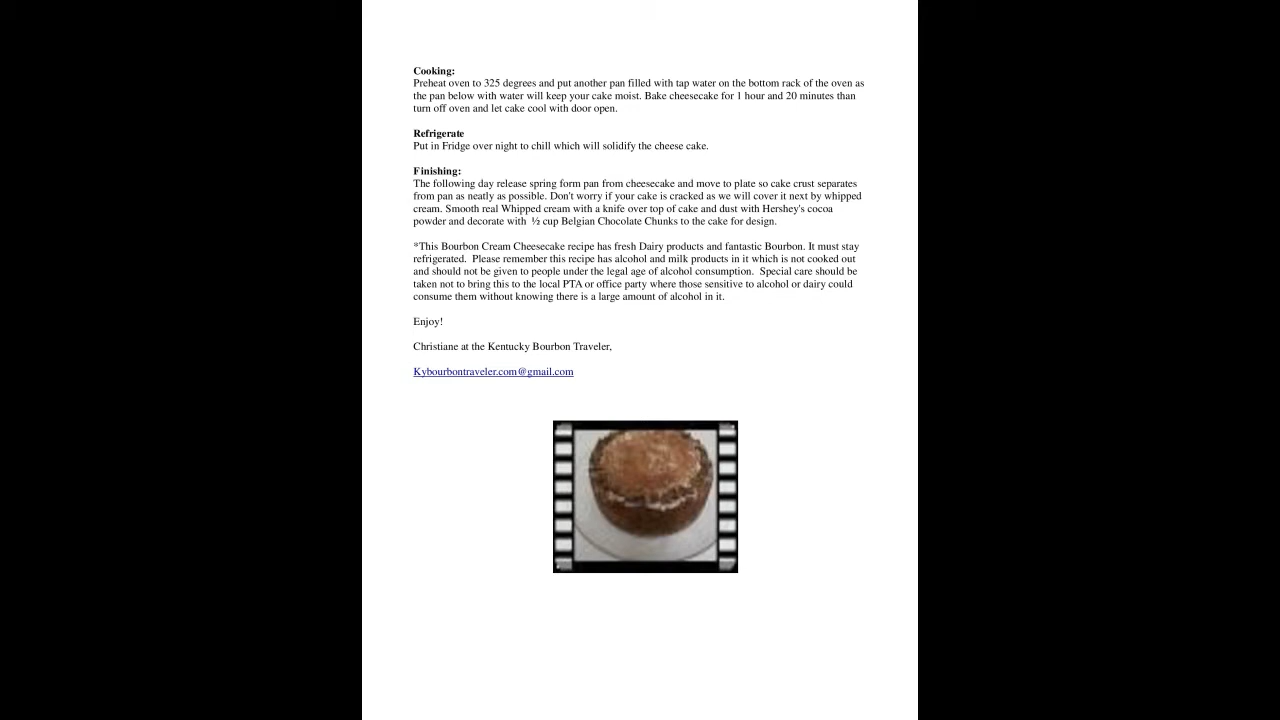 Cooking:
Preheat oven to 325 degrees and put another pan filled with tap water on the bottom rack of the oven as
the pan below with water will keep your cake moist. Bake cheesecake for 1 hour and 20 minutes than
turn off oven and let cake cool with door open.
Refrigerate
Put in Fridge over night to chill which will solidify the cheese cake.
Finishing:
The following day release spring form pan from cheesecake and move to plate so cake crust separates
from pan as neatly as possible. Don't worry if your cake is cracked as we will cover it next by whipped
cream. Smooth real Whipped cream with a knife over top of cake and dust with Hershey's cocoa
powder and decorate with ½ cup Belgian Chocolate Chunks to the cake for design.
*This Bourbon Cream Cheesecake recipe has fresh Dairy products and fantastic Bourbon. It must stay
refrigerated. Please remember this recipe has alcohol and milk products in it which is not cooked out
and should not be given to people under the legal age of alcohol consumption. Special care should be
taken not to bring this to the local PTA or office party where those sensitive to alcohol or dairy could
consume them without knowing there is a large amount of alcohol in it.
Enjoy!
Christiane at the Kentucky Bourbon Traveler,
Kybourbontraveler.com@gmail.com